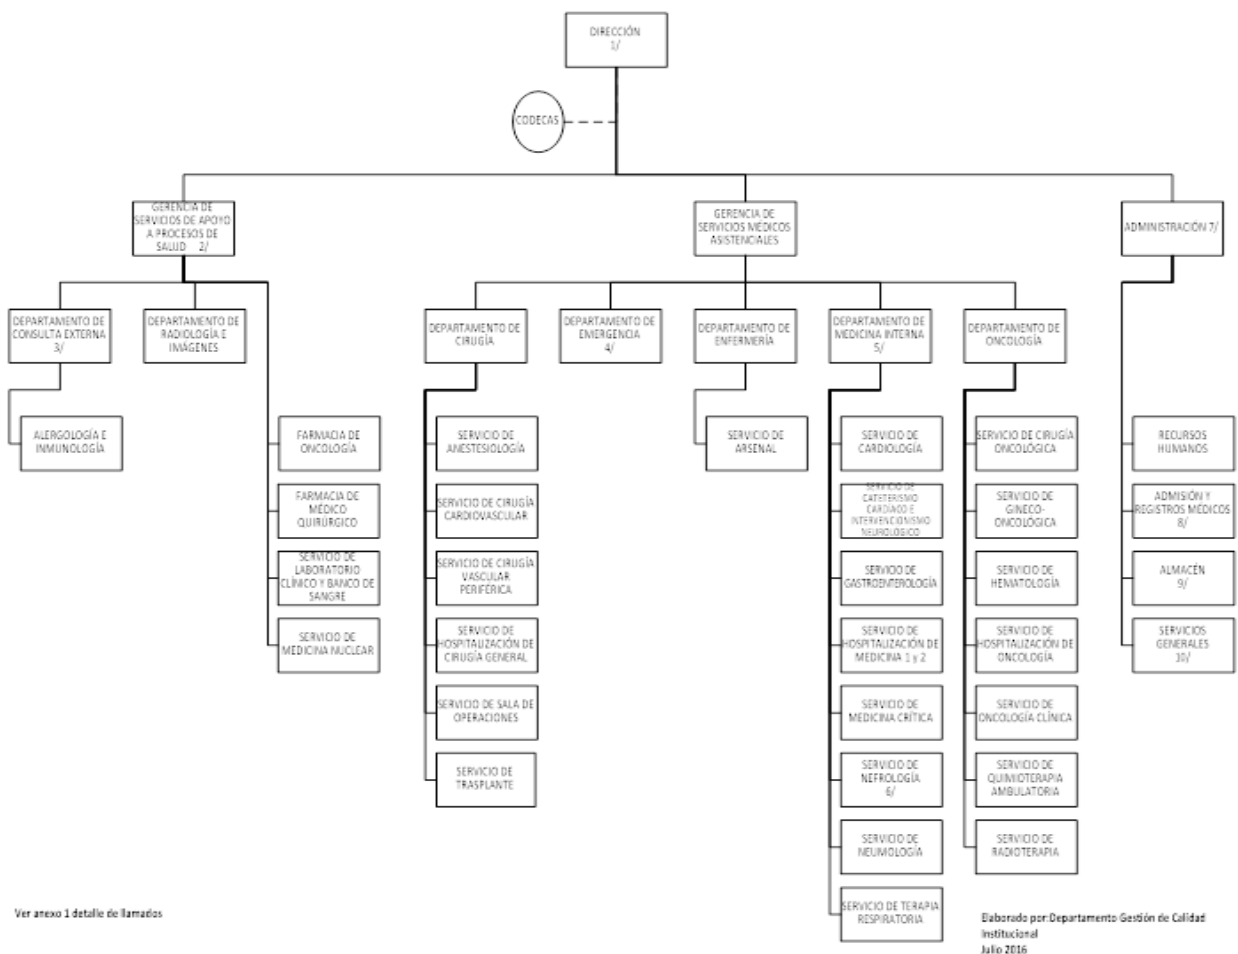 DIRECCIÓN
1/
CODECAS
GERENCIA DE
SERVICIOS DE APOYO
A PROCESOS DE
SALUD 2/
GERENCIA DE
SERVICIOS MÉDICOS
ASISTENCIALES
ADMINISTRACIÓN 7/
DEPARTAMENTO DE
CONSULTA EXTERNA
3/
DEPARTAMENTO DE
RADIOLOGÍA E
IMÁGENES
DEPARTAMENTO DE
CIRUGÍA
DEPARTAMENTO DE
EMERGENCIA
4/
DEPARTAMENTO DE
ENFERMERÍA
DEPARTAMENTO DE
MEDICINA INTERNA
5/
DEPARTAMENTO DE
ONCOLOGÍA
ALERGOLOGÍA E
INMUNOLOGÍA
FARMACIA DE
ONCOLOGÍA
FARMACIA DE
MÉDICO
QUIRÚRGICO
SERVICIO DE
LABORATORIO
CLÍNICO Y BANCO DE
SANGRE
SERVICIO DE
MEDICINA NUCLEAR
SERVICIO DE
ANESTESIOLOGÍA
SERVICIO DE CIRUGÍA
CARDIOVASCULAR
SERVICIO DE CIRUGÍA
VASCULAR
PERIFÉRICA
SERVICIO DE
HOSPITALIZACIÓN DE
CIRUGÍA GENERAL
SERVICIO DE SALA DE
OPERACIONES
SERVICIO DE
TRASPLANTE
SERVICIO DE
ARSENAL
SERVICIO DE
CARDIOLOGÍA
SERVICIO DE
CATETERISMO
CARDÍACO E
INTERVENCIONISMO
NEUROLÓGICO
SERVICIO DE
GASTROENTEROLOGÍA
SERVICIO DE
HOSPITALIZACIÓN DE
MEDICINA 1 y 2
SERVICIO DE
MEDICINA CRÍTICA
SERVICIO DE
NEFROLOGÍA
6/
SERVICIO DE
NEUMOLOGÍA
SERVICIO DE TERAPIA
RESPIRATORIA
SERVICIO DE CIRUGÍA
ONCOLÓGICA
SERVICIO DE
GINECO-
ONCOLÓGICA
SERVICIO DE
HEMATOLOGÍA
SERVICIO DE
HOSPITALIZACIÓN DE
ONCOLOGÍA
SERVICIO DE
ONCOLOGÍA CLÍNICA
SERVICIO DE
QUIMIOTERAPIA
AMBULATORIA
SERVICIO DE
RADIOTERAPIA
RECURSOS
HUMANOS
ADMISIÓN Y
REGISTROS MÉDICOS
8/
ALMACÉN
9/
SERVICIOS
GENERALES
10/
Ver anexo 1 detalle de llamados
Elaborado por:Departamento Gestión de Calidad
Institucional
Julio 2016